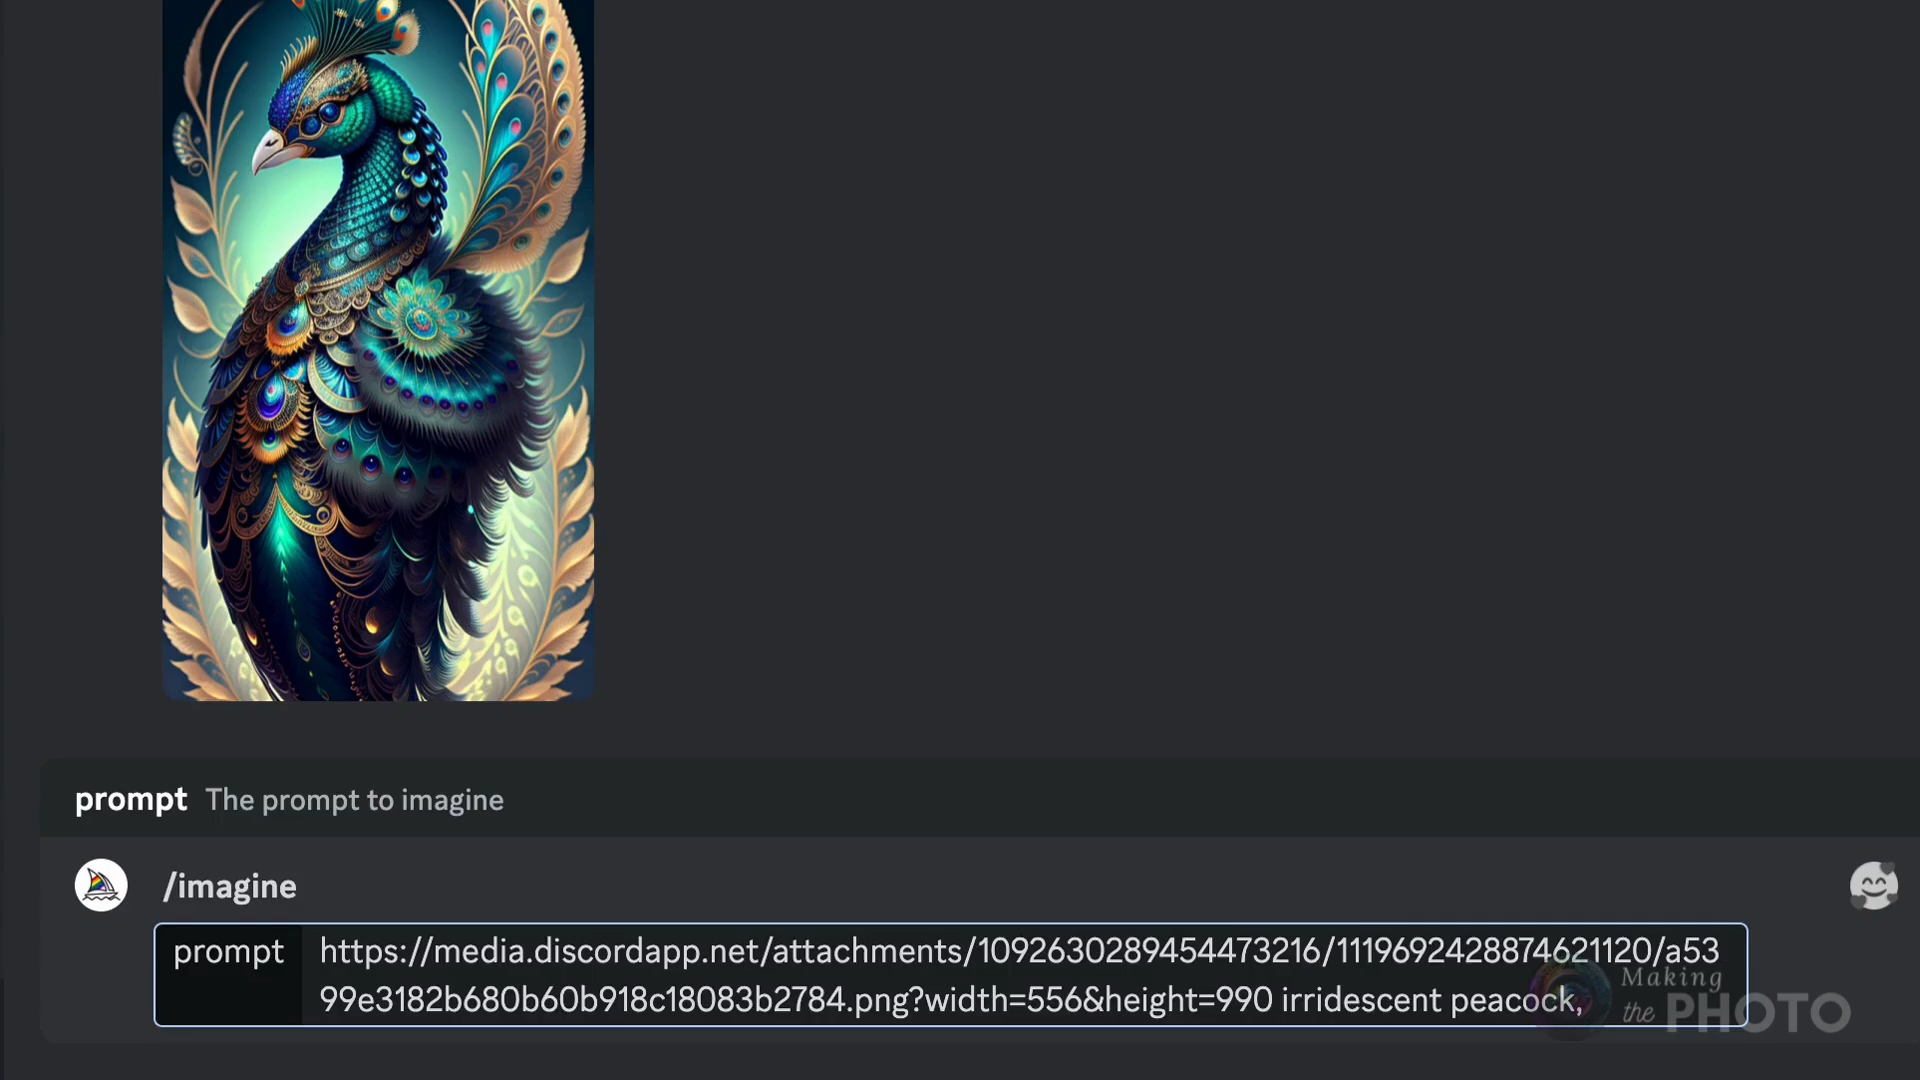 prompt The prompt to imagine
/imagine
prompt https://media.discordapp.net/attachments/1092630289454473216/1119692428874621120/a53
99e3182b680b60b918c18083b2784.png?width=556&height=990 irridescent peacock,
Making
the PHOTO